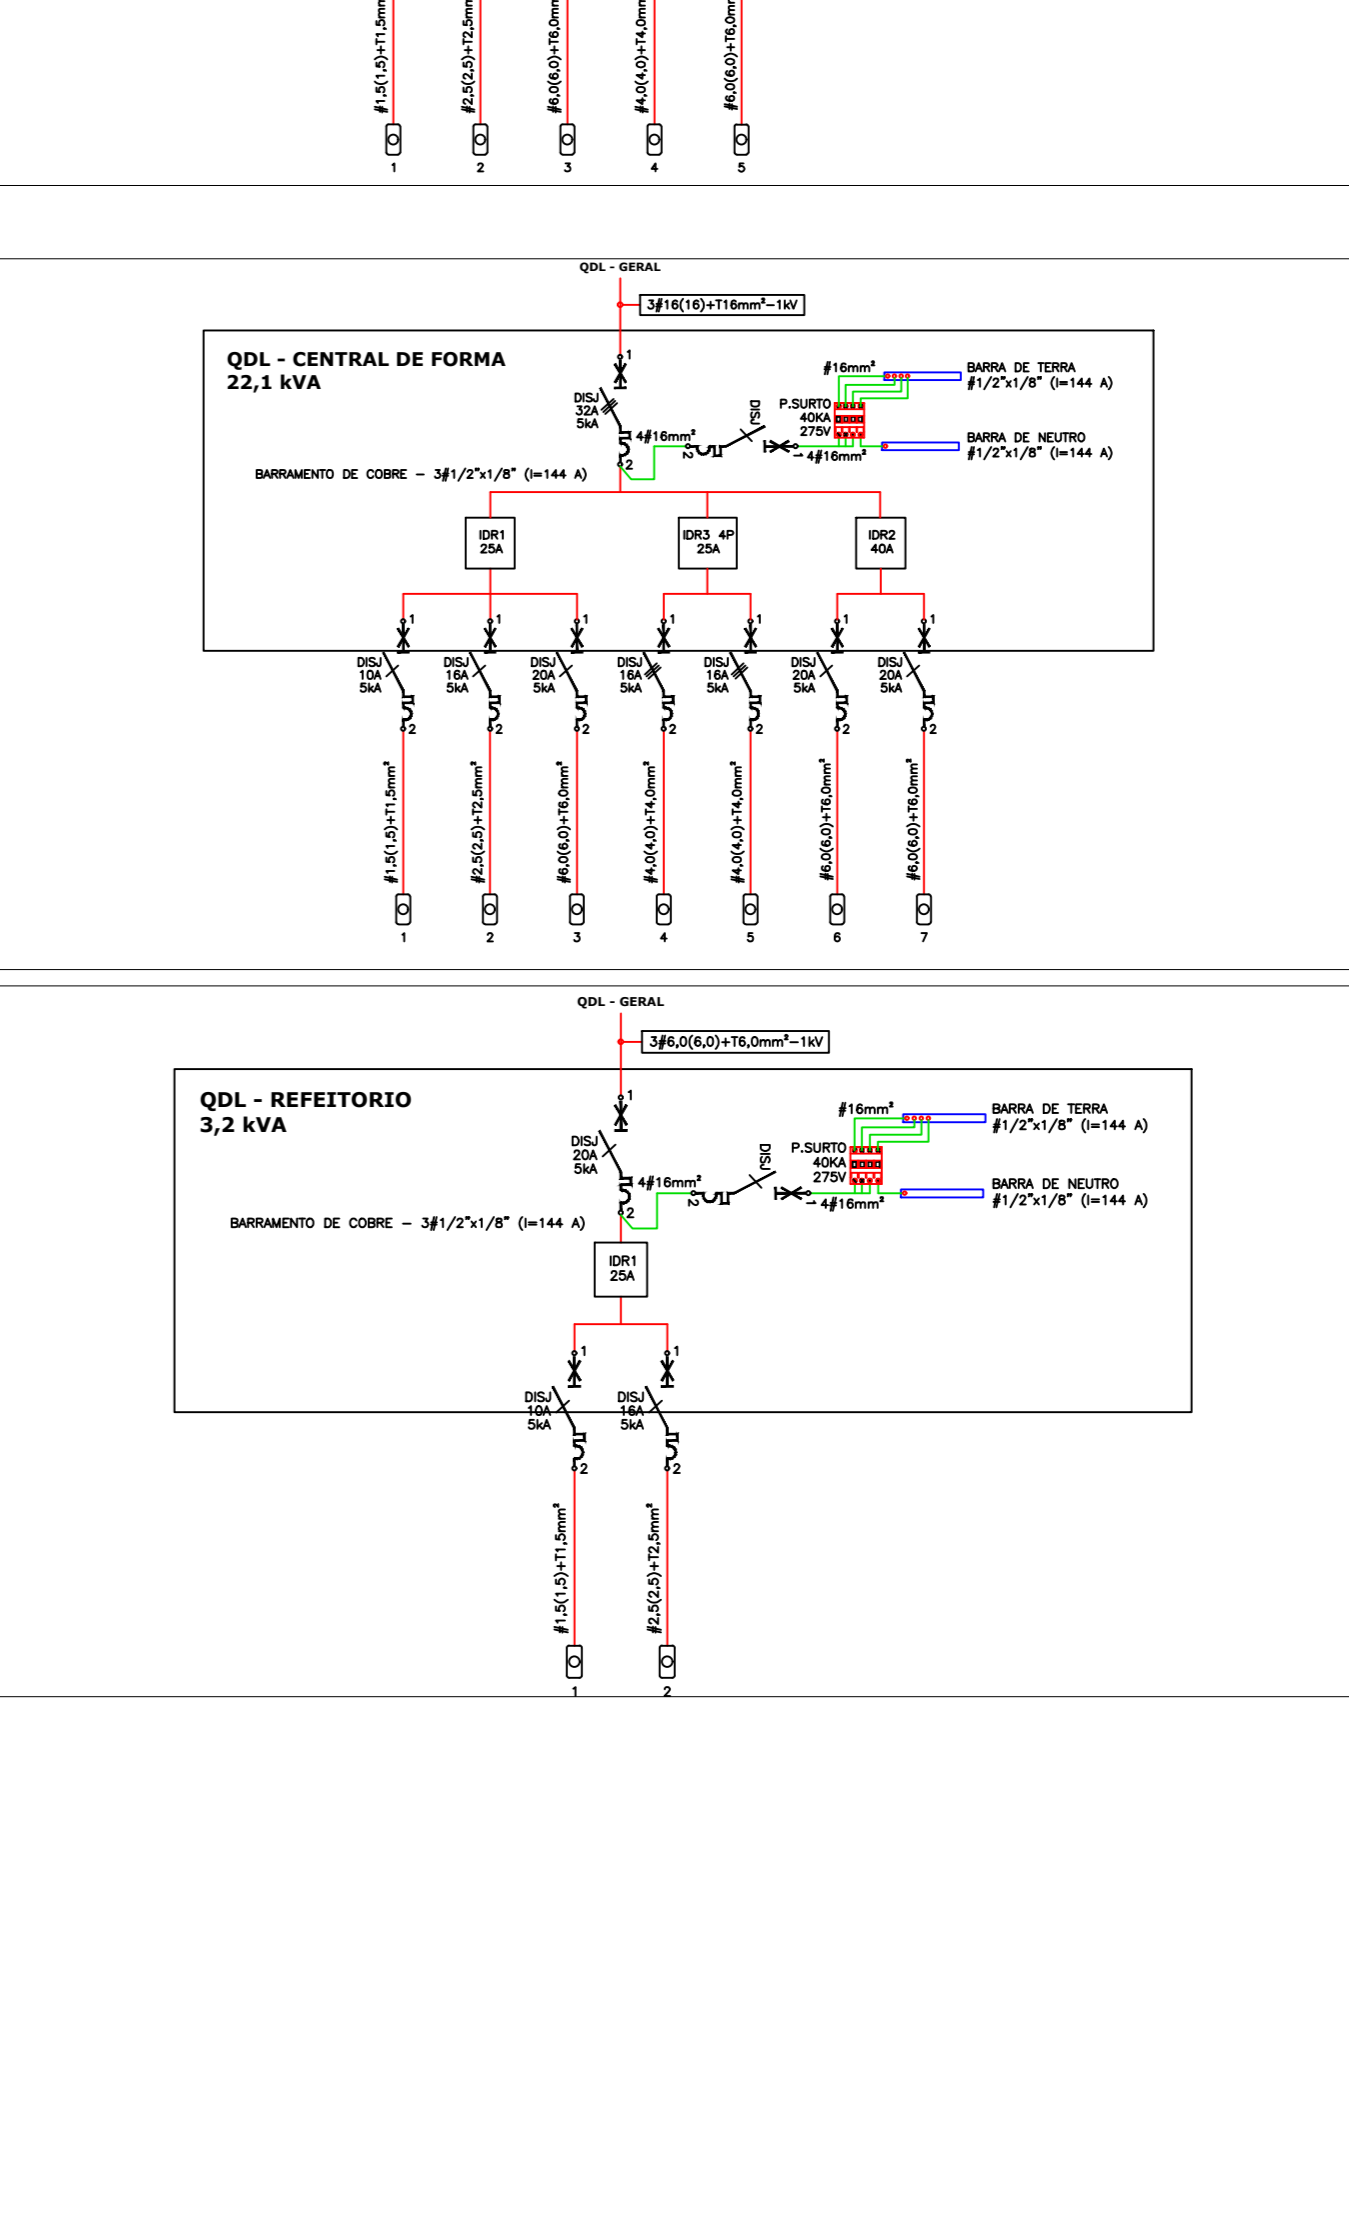 #1,5(1,5)+T1,5m
#2,5(2,5)+T2,5m
#6,0(6,0)+T6,0m
#4,0(4,0)+T4,0m
#6,0(6,0)+T6,0m
1 2 3 4 5
QDL - GERAL
3#16(16)+T16mm²-1kV
QDL - CENTRAL DE FORMA
22,1 kVA
1
DISJ
32A
5kA
2
4#16mm²
2
DISJ
1
4#16mm²
P.SURTO
40KA
275V
#16mm²
BARRA DE TERRA
#1/2"x1/8" (I=144 A)
BARRA DE NEUTRO
#1/2"x1/8" (I=144 A)
BARRAMENTO DE COBRE - 3#1/2"x1/8" (I=144 A)
IDR1
25A
IDR3 4P
25A
IDR2
40A
1 1 1 1 1 1 1
DISJ
10A
5kA
DISJ
16A
5kA
DISJ
20A
5kA
DISJ
16A
5kA
DISJ
16A
5kA
DISJ
20A
5kA
DISJ
20A
5kA
2 2 2 2 2 2 2
#1,5(1,5)+T1,5mm²
#2,5(2,5)+T2,5mm²
#6,0(6,0)+T6,0mm²
#4,0(4,0)+T4,0mm²
#4,0(4,0)+T4,0mm²
#6,0(6,0)+T6,0mm²
#6,0(6,0)+T6,0mm²
1 2 3 4 5 6 7
QDL - GERAL
3#6,0(6,0)+T6,0mm²-1kV
QDL - REFEITORIO
3,2 kVA
1
DISJ
20A
5kA
2
4#16mm²
2
DISJ
1
4#16mm²
P.SURTO
40KA
275V
#16mm²
BARRA DE TERRA
#1/2"x1/8" (I=144 A)
BARRA DE NEUTRO
#1/2"x1/8" (I=144 A)
BARRAMENTO DE COBRE - 3#1/2"x1/8" (I=144 A)
IDR1
25A
1 1
DISJ
10A
5kA
DISJ
16A
5kA
2 2
#1,5(1,5)+T1,5mm²
#2,5(2,5)+T2,5mm²
1 2